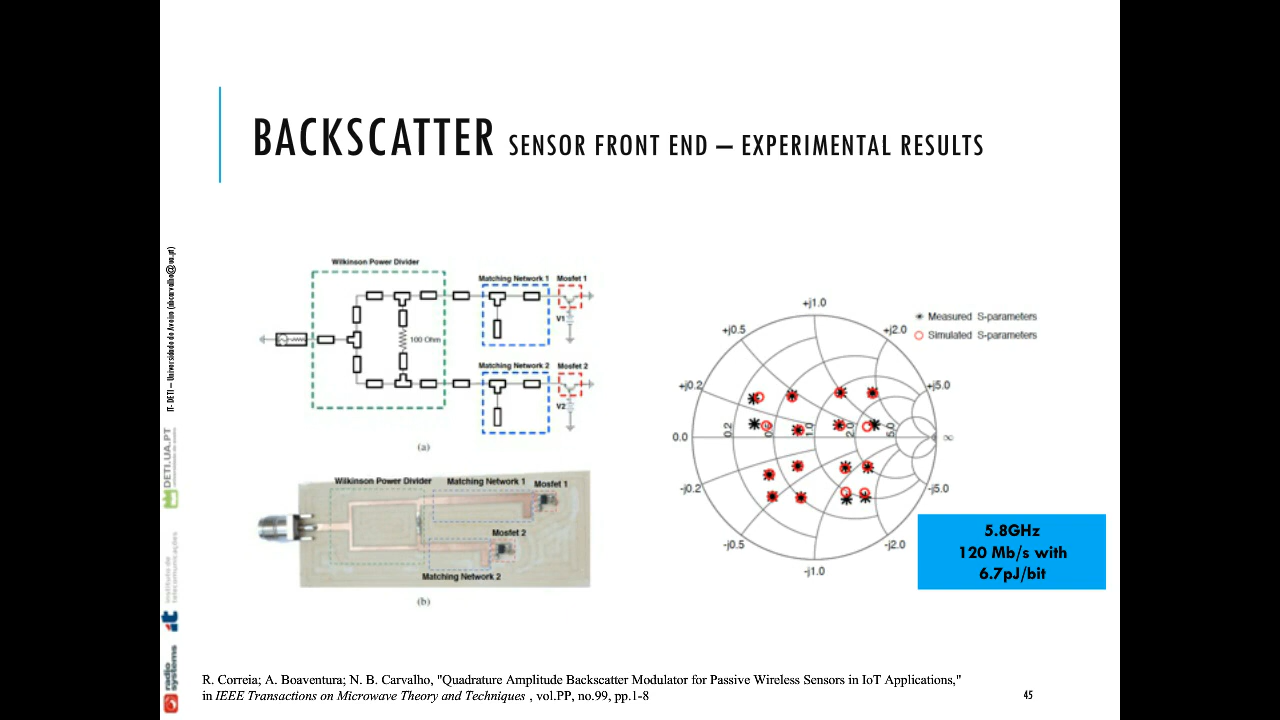 BACKSCATTER SENSOR FRONT END – EXPERIMENTAL RESULTS
IT- DETI – Universidade de Aveiro (nbcarvalho@ua.pt)
DETI.UA.PT
instituto de
telecomunicações
it
radio
systems
Wilkinson Power Divider
Matching Network 1
Mosfet 1
V1
100 Ohm
Matching Network 2
Mosfet 2
V2
(a)
Wilkinson Power Divider
Matching Network 1
Mosfet 1
Mosfet 2
Matching Network 2
(b)
Measured S-parameters
Simulated S-parameters
+j1.0
+j0.5
+j2.0
+j0.2
+j5.0
0.0
0.2
1.0
2.0
5.0
∞
-j0.2
-j5.0
-j0.5
-j2.0
-j1.0
5.8GHz
120 Mb/s with
6.7pJ/bit
R. Correia; A. Boaventura; N. B. Carvalho, "Quadrature Amplitude Backscatter Modulator for Passive Wireless Sensors in IoT Applications,"
in IEEE Transactions on Microwave Theory and Techniques , vol.PP, no.99, pp.1-8
45